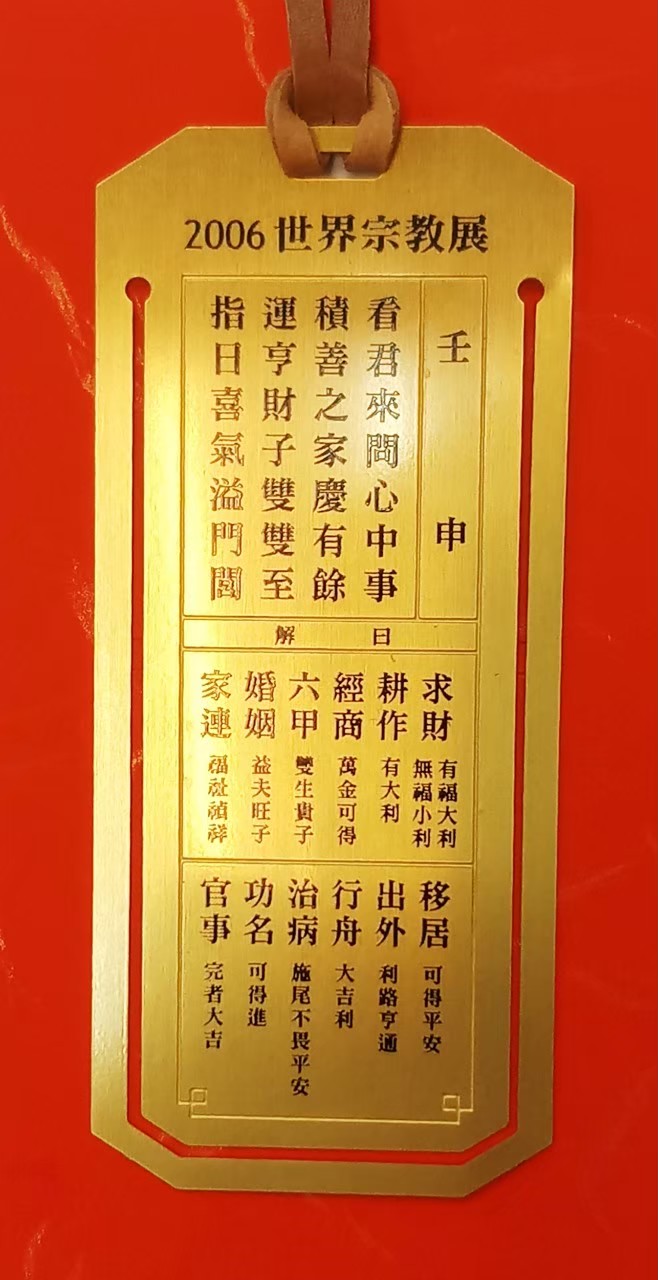 2006 世界宗教展
壬申
看君來問心中事
積善之家慶有餘
運亨財子雙雙至
指日喜氣溢門閭
解曰
求財 有福大利 無福小利
耕作 有大利
經商 萬金可得
六甲 雙生貴子
婚姻 益夫旺子
家運 福祉禎祥
移居 可得平安
出外 利路亨通
行舟 大吉利
治病 施尾不畏平安
功名 可得進
官事 完者大吉